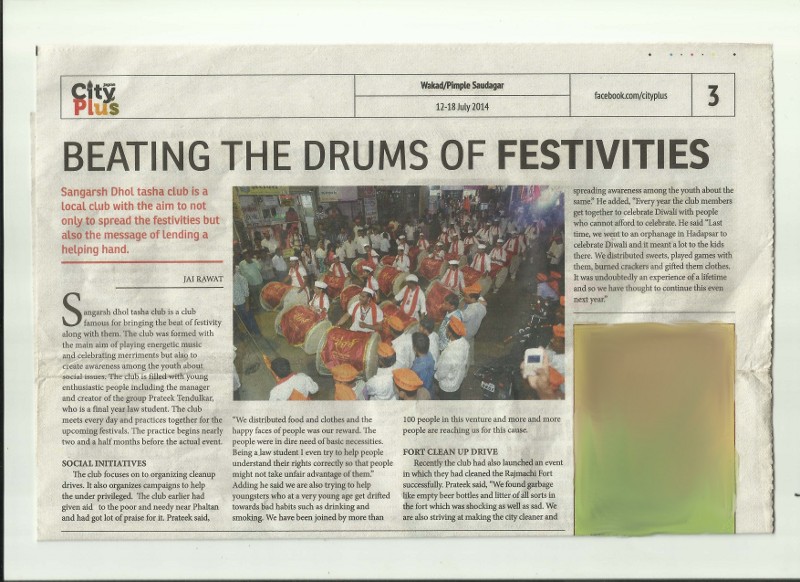 City
Plus
Wakad/Pimple Saudagar
12-18 July 2014
facebook.com/cityplus
3
BEATING THE DRUMS OF FESTIVITIES
Sangarsh Dhol tasha club is a
local club with the aim to not
only to spread the festivities but
also the message of lending a
helping hand.
JAI RAWAT
Sangarsh dhol tasha club is a club
famous for bringing the beat of festivity
along with them. The club was formed with
the main aim of playing energetic music
and celebrating merriments but also to
create awareness among the youth about
social issues. The club is filled with young
enthusiastic people including the manager
and creator of the group Prateek Tendulkar,
who is a final year law student. The club
meets every day and practices together for the
upcoming festivals. The practice begins nearly
two and a half months before the actual event.
SOCIAL INITIATIVES
The club focuses on to organizing cleanup
drives. It also organizes campaigns to help
the under privileged. The club earlier had
given aid to the poor and needy near Phaltan
and had got lot of praise for it. Prateek said,
"We distributed food and clothes and the
happy faces of people was our reward. The
people were in dire need of basic necessities.
Being a law student I even try to help people
understand their rights correctly so that people
might not take unfair advantage of them."
Adding he said we are also trying to help
youngsters who at a very young age get drifted
towards bad habits such as drinking and
smoking. We have been joined by more than
100 people in this venture and more and more
people are reaching us for this cause.
FORT CLEAN UP DRIVE
Recently the club had also launched an event
in which they had cleaned the Rajmachi Fort
successfully. Prateek said, "We found garbage
like empty beer bottles and litter of all sorts in
the fort which was shocking as well as sad. We
are also striving at making the city cleaner and
spreading awareness among the youth about the
same." He added, "Every year the club members
get together to celebrate Diwali with people
who cannot afford to celebrate. He said "Last
time, we went to an orphanage in Hadapsar to
celebrate Diwali and it meant a lot to the kids
there. We distributed sweets, played games with
them, burned crackers and gifted them clothes.
It was undoubtedly an experience of a lifetime
and so we have thought to continue this even
next year."